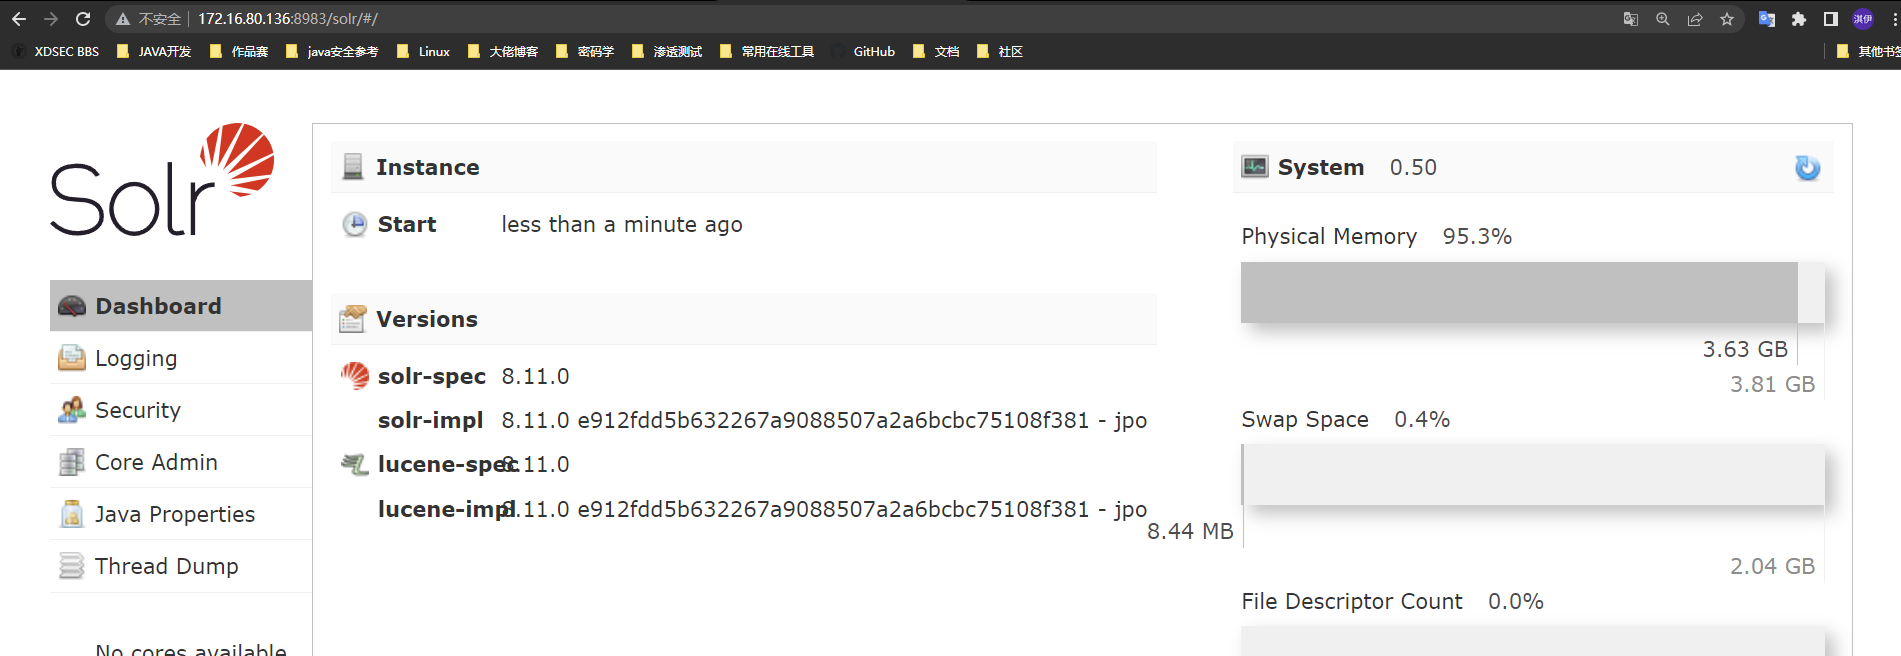 不安全 172.16.80.136:8983/solr/#/ 淇伊
XDSEC BBS JAVA开发 作品赛 java安全参考 Linux 大佬博客 密码学 渗透测试 常用在线工具 GitHub 文档 社区 其他书签
Solr
Dashboard
Logging
Security
Core Admin
Java Properties
Thread Dump
No cores available
Instance
Start less than a minute ago
Versions
solr-spec 8.11.0
solr-impl 8.11.0 e912fdd5b632267a9088507a2a6bcbc75108f381 - jpo
lucene-spec 8.11.0
lucene-impl 8.11.0 e912fdd5b632267a9088507a2a6bcbc75108f381 - jpo
System 0.50
Physical Memory 95.3%
3.63 GB
3.81 GB
Swap Space 0.4%
8.44 MB
2.04 GB
File Descriptor Count 0.0%